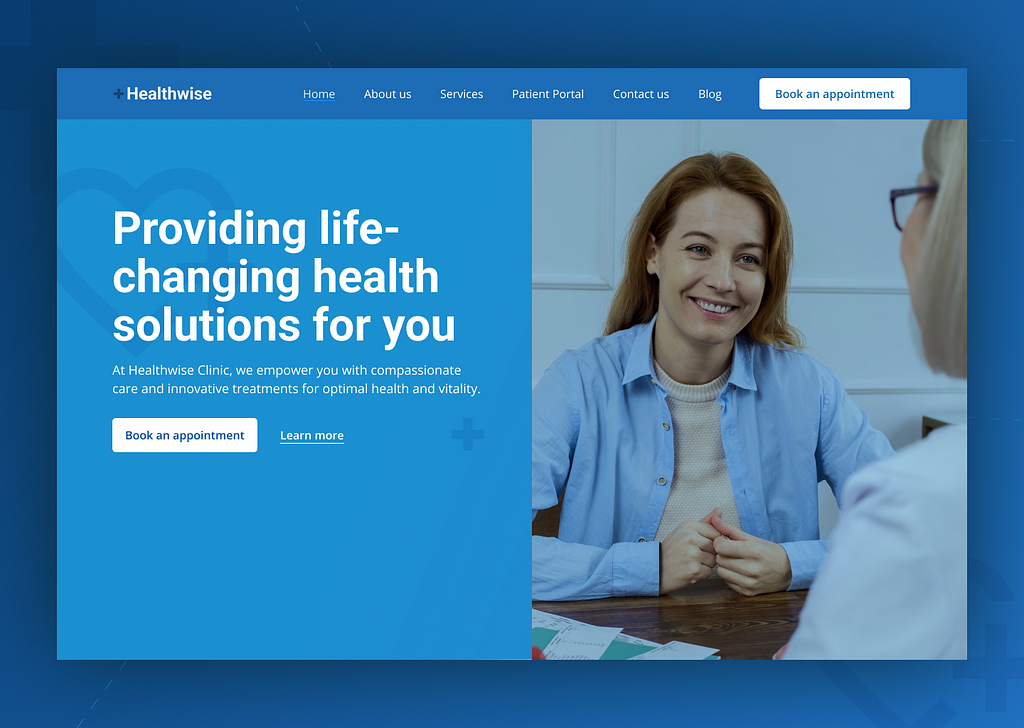 Healthwise
Home About us Services Patient Portal Contact us Blog Book an appointment
Providing life-
changing health
solutions for you
At Healthwise Clinic, we empower you with compassionate
care and innovative treatments for optimal health and vitality.
Book an appointment Learn more